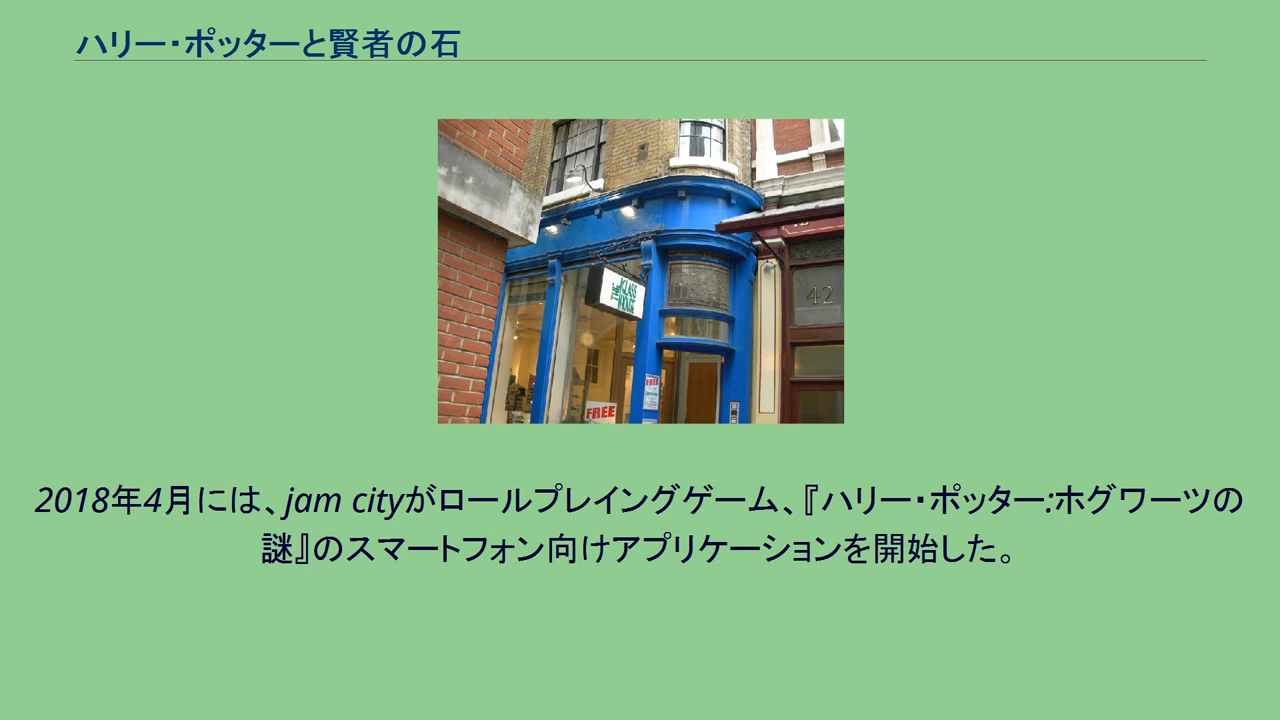 ハリー・ポッターと賢者の石
THE
GLASS
HOUSE
42
FREE
FREE
2018年4月には、jam cityがロールプレイングゲーム、『ハリー・ポッター:ホグワーツの
謎』のスマートフォン向けアプリケーションを開始した。